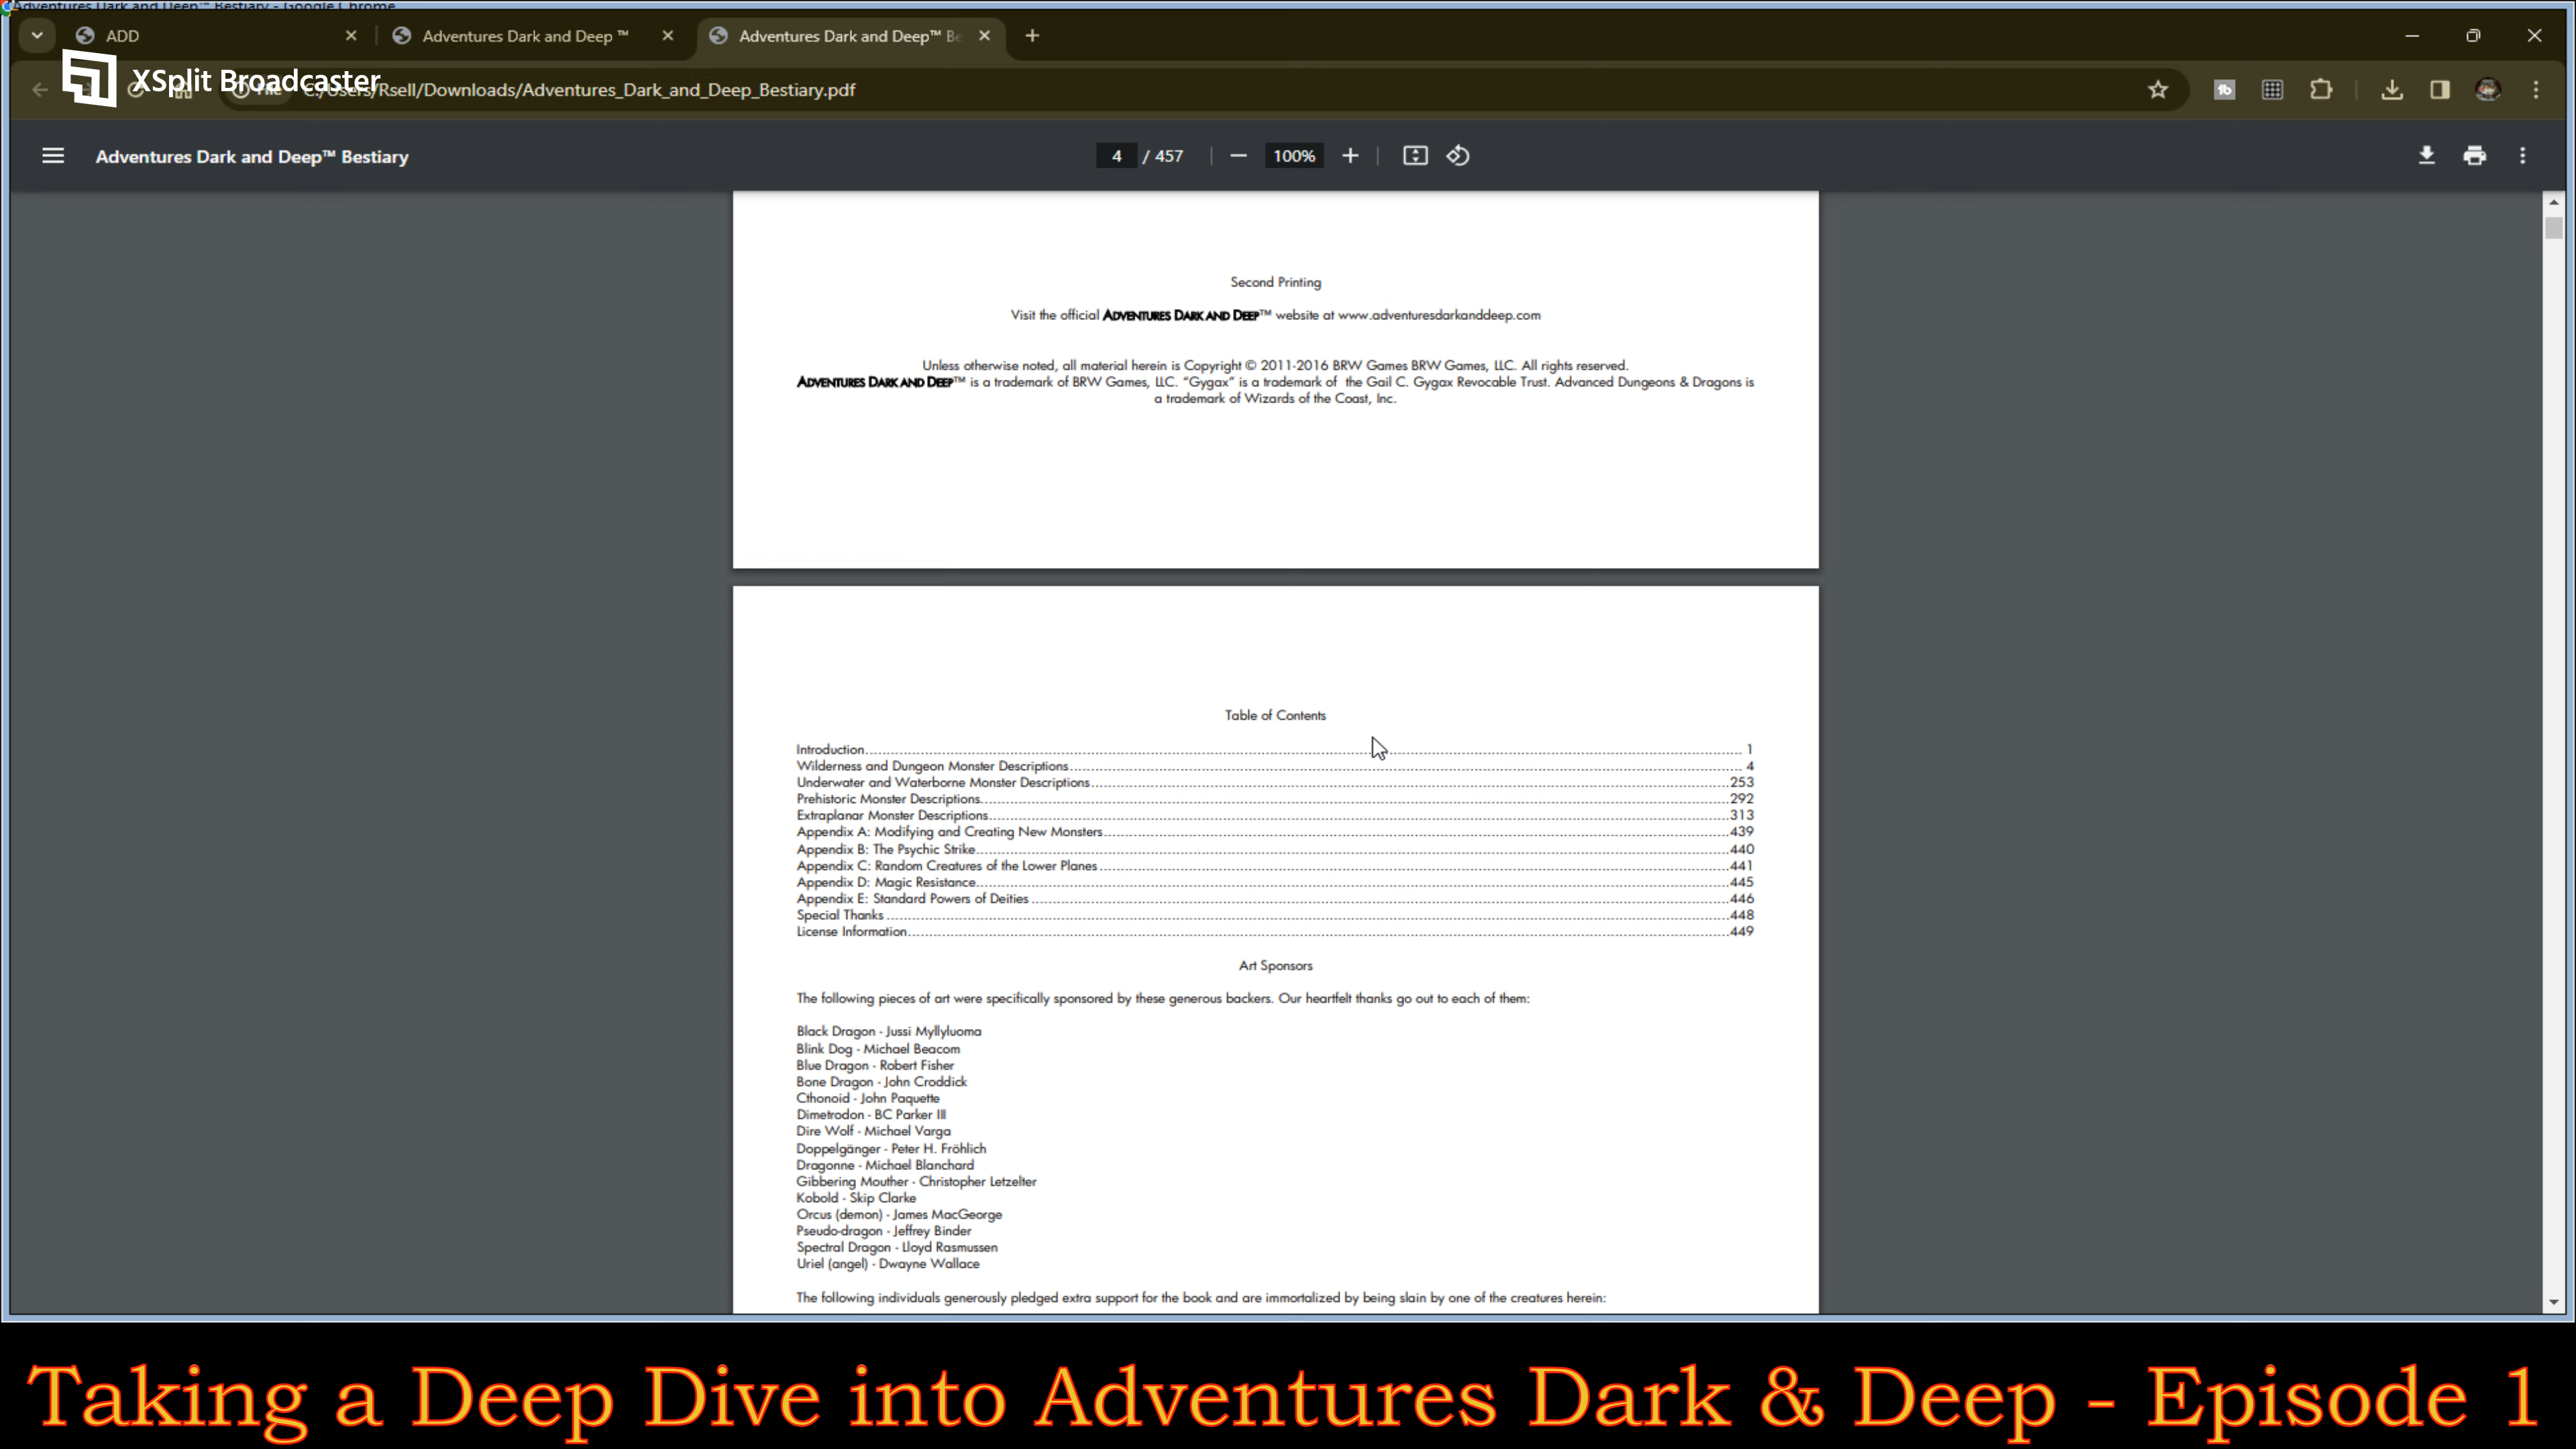 Adventures Dark and Deep™ Bestiary - Google Chrome
ADD
Adventures Dark and Deep ™
Adventures Dark and Deep™ Be
XSplit Broadcaster
File
C:/Users/Rsell/Downloads/Adventures_Dark_and_Deep_Bestiary.pdf
Adventures Dark and Deep™ Bestiary
4 / 457
100%
Second Printing
Visit the official ADVENTURES DARK AND DEEP™ website at www.adventuresdarkanddeep.com
Unless otherwise noted, all material herein is Copyright © 2011-2016 BRW Games BRW Games, LLC. All rights reserved.
ADVENTURES DARK AND DEEP™ is a trademark of BRW Games, LLC. “Gygax” is a trademark of the Gail C. Gygax Revocable Trust. Advanced Dungeons & Dragons is
a trademark of Wizards of the Coast, Inc.
Table of Contents
Introduction 1
Wilderness and Dungeon Monster Descriptions 4
Underwater and Waterborne Monster Descriptions 253
Prehistoric Monster Descriptions 292
Extraplanar Monster Descriptions 313
Appendix A: Modifying and Creating New Monsters 439
Appendix B: The Psychic Strike 440
Appendix C: Random Creatures of the Lower Planes 441
Appendix D: Magic Resistance 445
Appendix E: Standard Powers of Deities 446
Special Thanks 448
License Information 449
Art Sponsors
The following pieces of art were specifically sponsored by these generous backers. Our heartfelt thanks go out to each of them:
Black Dragon - Jussi Myllyluoma
Blink Dog - Michael Beacom
Blue Dragon - Robert Fisher
Bone Dragon - John Croddick
Cthonoid - John Paquette
Dimetrodon - BC Parker III
Dire Wolf - Michael Varga
Doppelgänger - Peter H. Fröhlich
Dragonne - Michael Blanchard
Gibbering Mouther - Christopher Letzelter
Kobold - Skip Clarke
Orcus (demon) - James MacGeorge
Pseudo-dragon - Jeffrey Binder
Spectral Dragon - Lloyd Rasmussen
Uriel (angel) - Dwayne Wallace
The following individuals generously pledged extra support for the book and are immortalized by being slain by one of the creatures herein:
Taking a Deep Dive into Adventures Dark & Deep - Episode 1